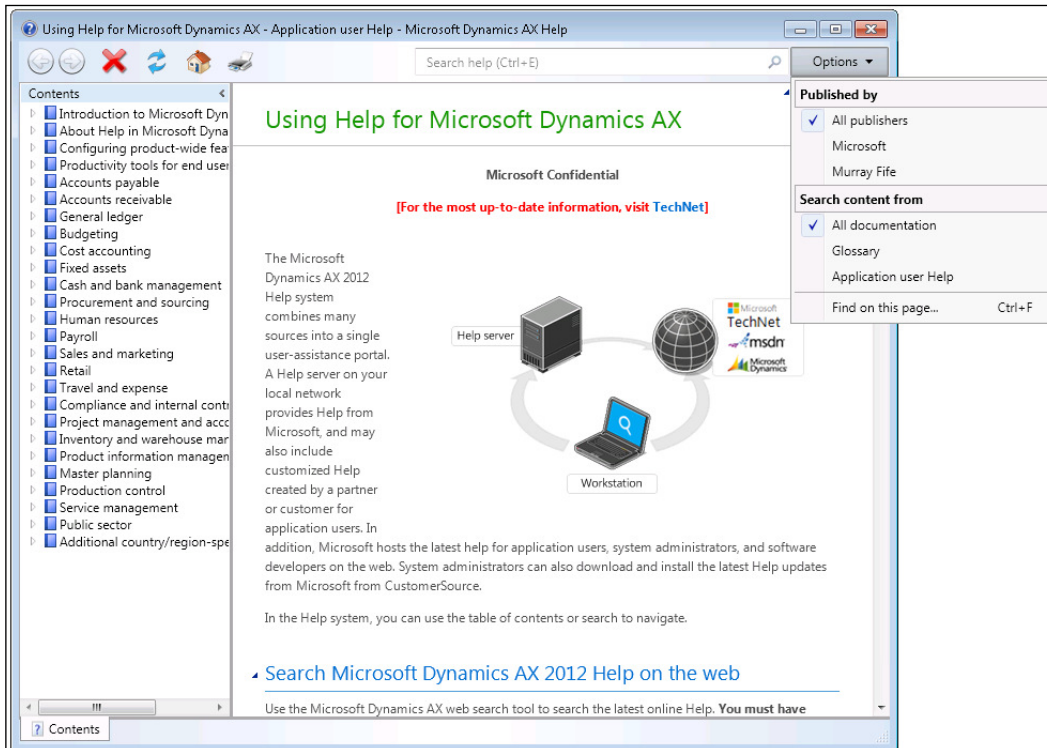 Using Help for Microsoft Dynamics AX - Application user Help - Microsoft Dynamics AX Help
Search help (Ctrl+E)
Options
Contents
Introduction to Microsoft Dyn
About Help in Microsoft Dyna
Configuring product-wide fea
Productivity tools for end user
Accounts payable
Accounts receivable
General ledger
Budgeting
Cost accounting
Fixed assets
Cash and bank management
Procurement and sourcing
Human resources
Payroll
Sales and marketing
Retail
Travel and expense
Compliance and internal contr
Project management and acco
Inventory and warehouse mar
Product information managen
Master planning
Production control
Service management
Public sector
Additional country/region-spe
Contents
Using Help for Microsoft Dynamics AX
Microsoft Confidential
[For the most up-to-date information, visit TechNet]
The Microsoft
Dynamics AX 2012
Help system
combines many
sources into a single
user-assistance portal.
A Help server on your
local network
provides Help from
Microsoft, and may
also include
customized Help
created by a partner
or customer for
application users. In
addition, Microsoft hosts the latest help for application users, system administrators, and software
developers on the web. System administrators can also download and install the latest Help updates
from Microsoft from CustomerSource.
Help server
Microsoft
TechNet
msdn
Microsoft
Dynamics
Workstation
In the Help system, you can use the table of contents or search to navigate.
Search Microsoft Dynamics AX 2012 Help on the web
Use the Microsoft Dynamics AX web search tool to search the latest online Help. You must have
Published by
All publishers
Microsoft
Murray Fife
Search content from
All documentation
Glossary
Application user Help
Find on this page... Ctrl+F